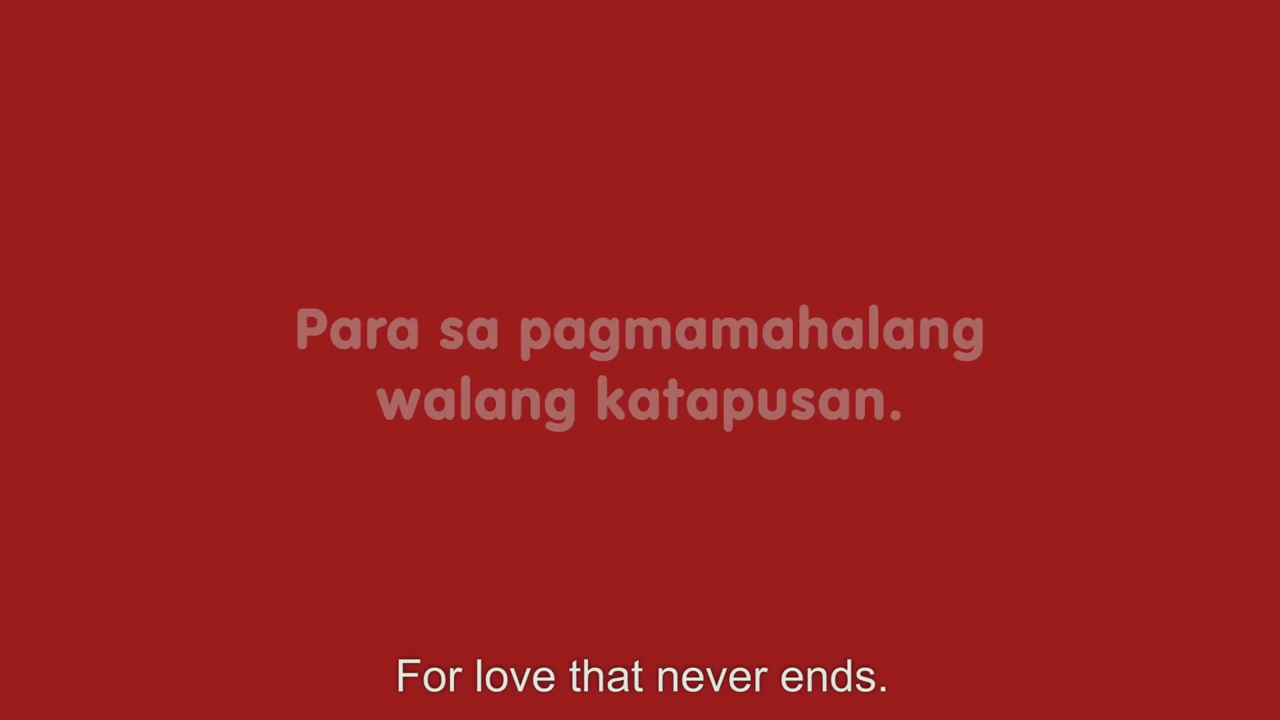 Para sa pagmamahalang
walang katapusan.
For love that never ends.